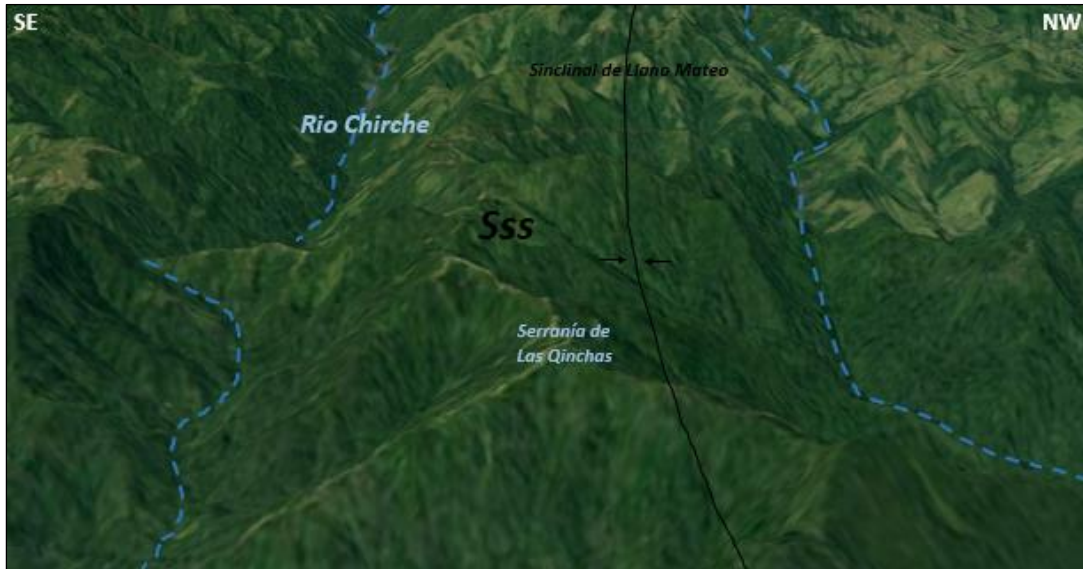 SE
NW
Sinclinal de Llano Mateo
Rio Chirche
Sss
Serranía de
Las Qinchas